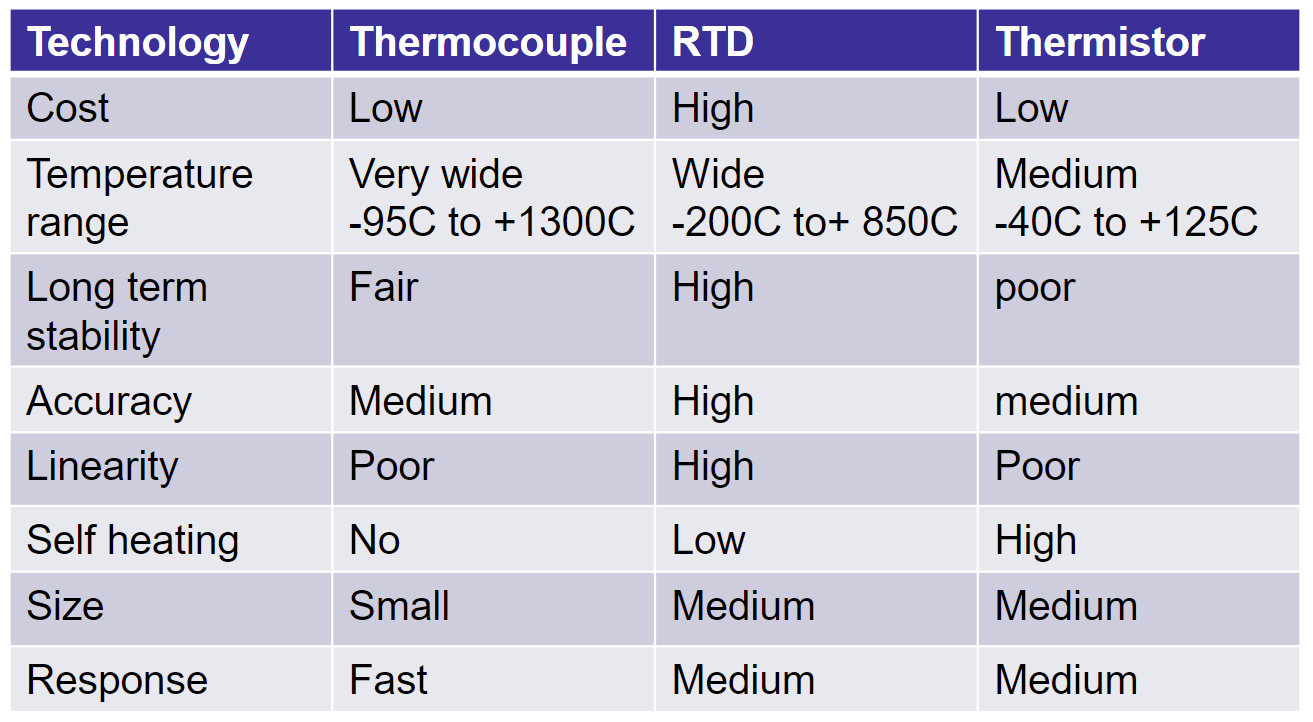 Technology Thermocouple RTD Thermistor
Cost Low High Low
Temperature range Very wide -95C to +1300C Wide -200C to+ 850C Medium -40C to +125C
Long term stability Fair High poor
Accuracy Medium High medium
Linearity Poor High Poor
Self heating No Low High
Size Small Medium Medium
Response Fast Medium Medium